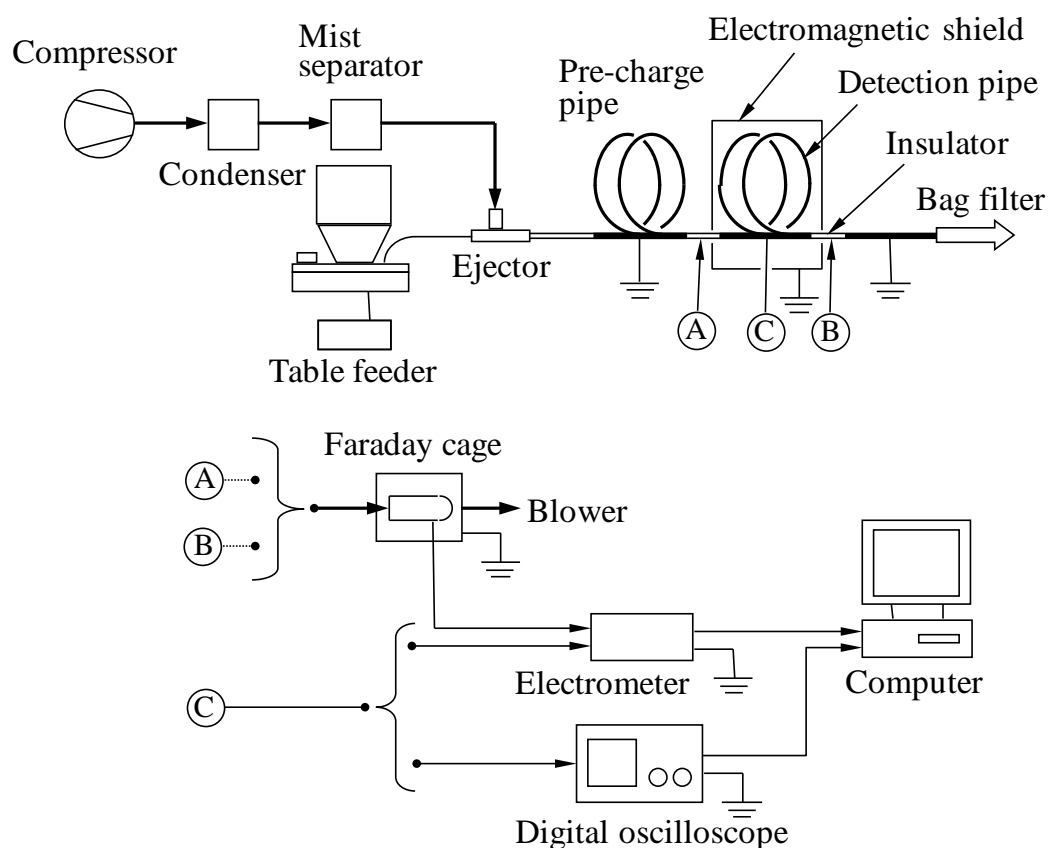 Compressor
Mist
separator
Condenser
Table feeder
Ejector
Pre-charge
pipe
Electromagnetic shield
Detection pipe
Insulator
Bag filter
A
C
B
Faraday cage
A
B
Blower
C
Electrometer
Computer
Digital oscilloscope